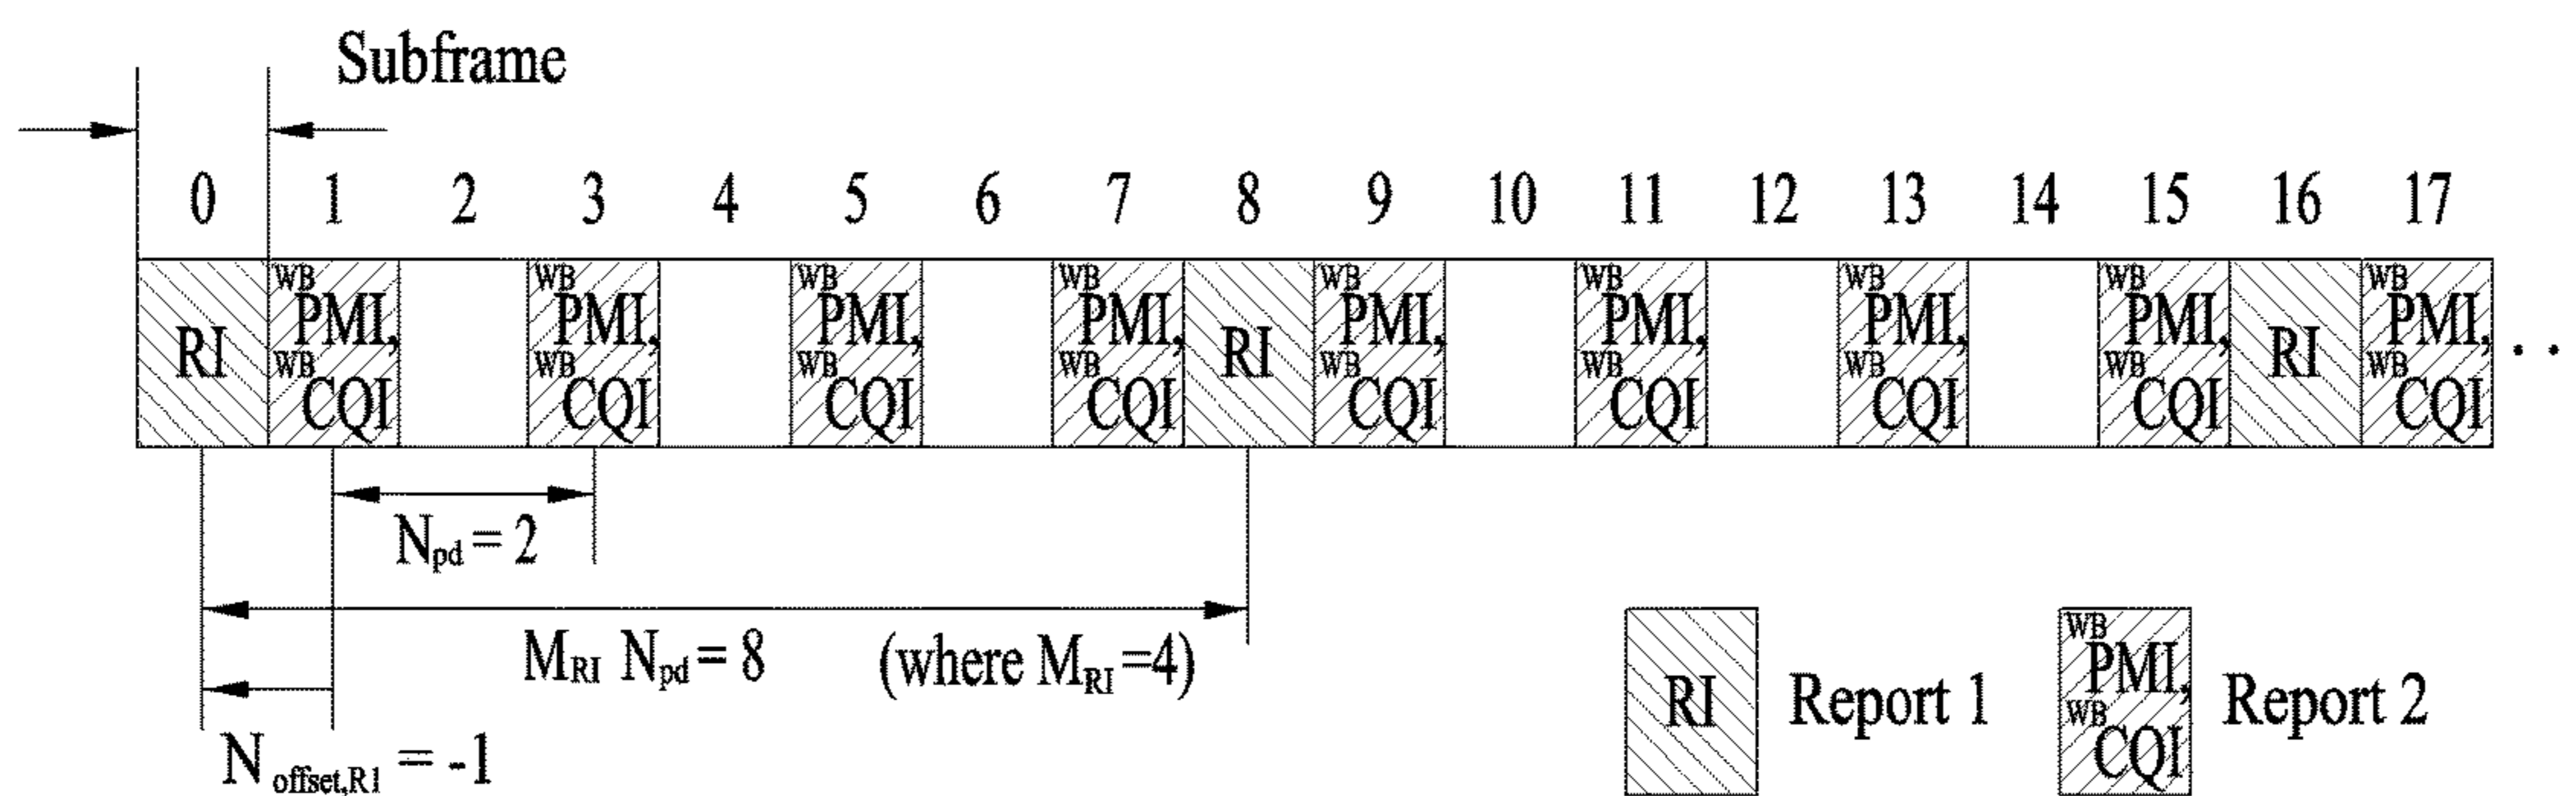 Subframe
0 1 2 3 4 5 6 7 8 9 10 11 12 13 14 15 16 17
RI
WB PMI, WB CQI
WB PMI, WB CQI
WB PMI, WB CQI
WB PMI, WB CQI
RI
WB PMI, WB CQI
WB PMI, WB CQI
WB PMI, WB CQI
WB PMI, WB CQI
RI
WB PMI, WB CQI
. .
Npd = 2
MRI Npd = 8 (where MRI =4)
Noffset,R1 = -1
RI Report 1
WB PMI, WB CQI Report 2